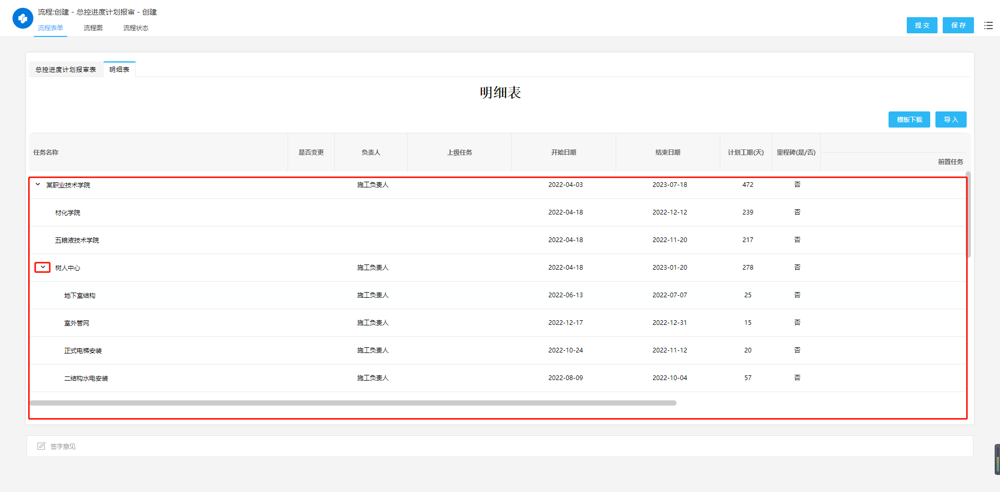 流程:创建 - 总控进度计划报审 - 创建
流程表单 流程图 流程状态
提交 保存
总控进度计划报审表 明细表
明细表
模板下载 导入
任务名称 是否变更 负责人 上级任务 开始日期 结束日期 计划工期(天) 里程碑(是/否)
前置任务
某职业技术学院 施工负责人 2022-04-03 2023-07-18 472 否
材化学院 2022-04-18 2022-12-12 239 否
五粮液技术学院 2022-04-18 2022-11-20 217 否
树人中心 施工负责人 2022-04-18 2023-01-20 278 否
地下室结构 施工负责人 2022-06-13 2022-07-07 25 否
室外管网 施工负责人 2022-12-17 2022-12-31 15 否
正式电梯安装 施工负责人 2022-10-24 2022-11-12 20 否
二结构水电安装 施工负责人 2022-08-09 2022-10-04 57 否
签字意见